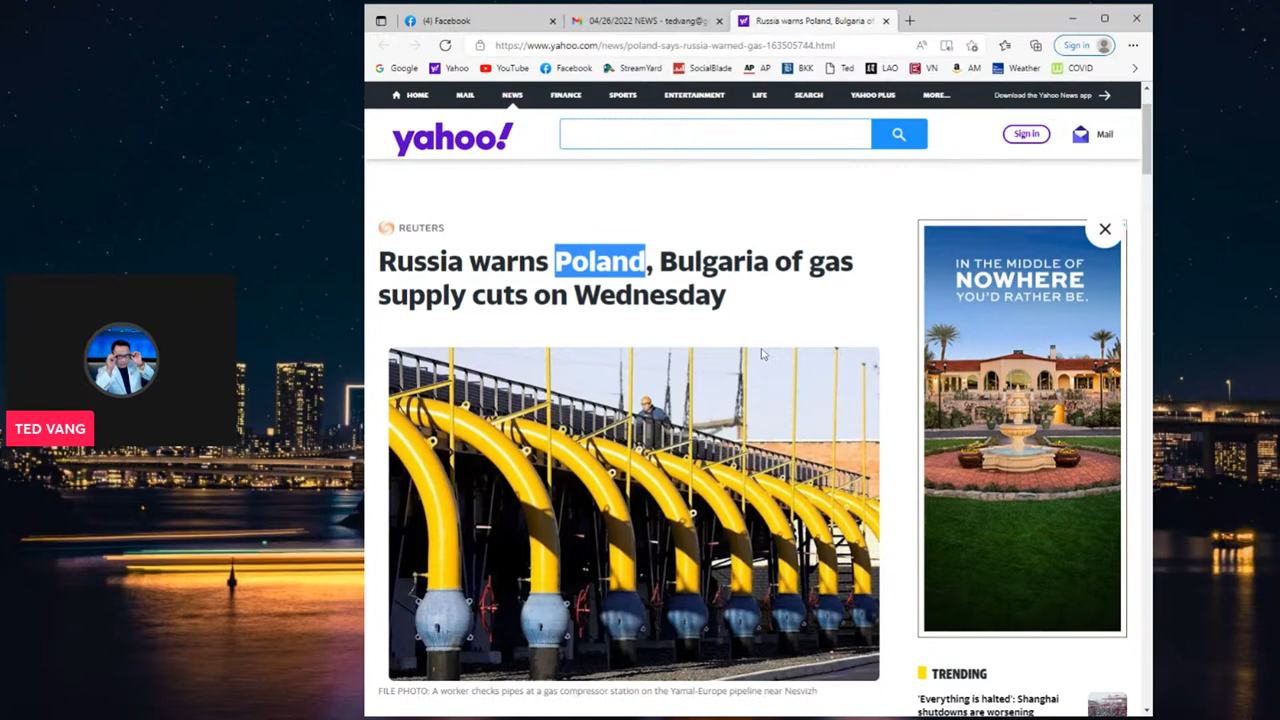 (4) Facebook
04/26/2022 NEWS - tedvang@g
Russia warns Poland, Bulgaria of
https://www.yahoo.com/news/poland-says-russia-warned-gas-163505744.html
Sign in
Google
Yahoo
YouTube
Facebook
StreamYard
SocialBlade
AP
AP
BKK
Ted
LAO
VN
AM
Weather
COVID
HOME
MAIL
NEWS
FINANCE
SPORTS
ENTERTAINMENT
LIFE
SEARCH
YAHOO PLUS
MORE...
Download the Yahoo News app
yahoo!
Sign in
Mail
REUTERS
Russia warns Poland, Bulgaria of gas
supply cuts on Wednesday
IN THE MIDDLE OF
NOWHERE
YOU'D RATHER BE.
TED VANG
FILE PHOTO: A worker checks pipes at a gas compressor station on the Yamal-Europe pipeline near Nesvizh
TRENDING
'Everything is halted': Shanghai
shutdowns are worsening